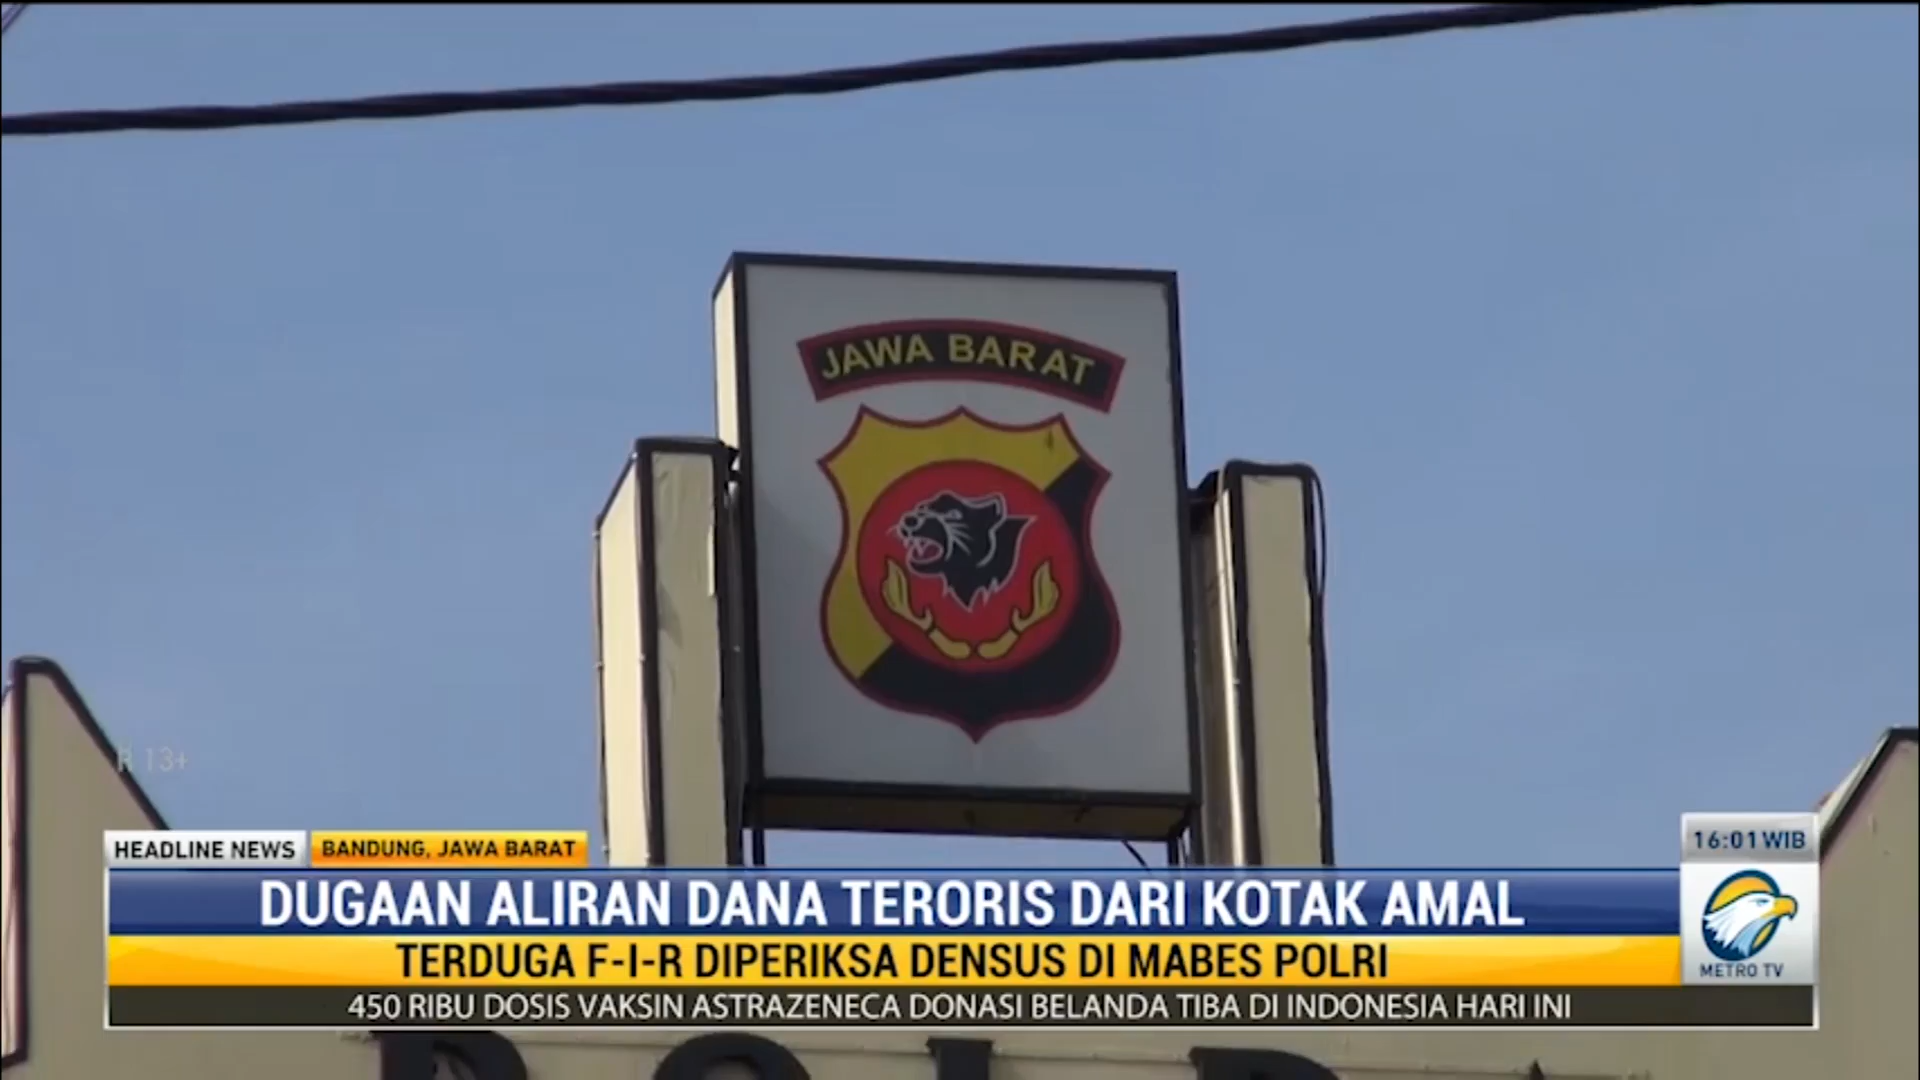 JAWA BARAT
R 13+
HEADLINE NEWS
BANDUNG, JAWA BARAT
16:01 WIB
DUGAAN ALIRAN DANA TERORIS DARI KOTAK AMAL
TERDUGA F-I-R DIPERIKSA DENSUS DI MABES POLRI
METRO TV
450 RIBU DOSIS VAKSIN ASTRAZENECA DONASI BELANDA TIBA DI INDONESIA HARI INI